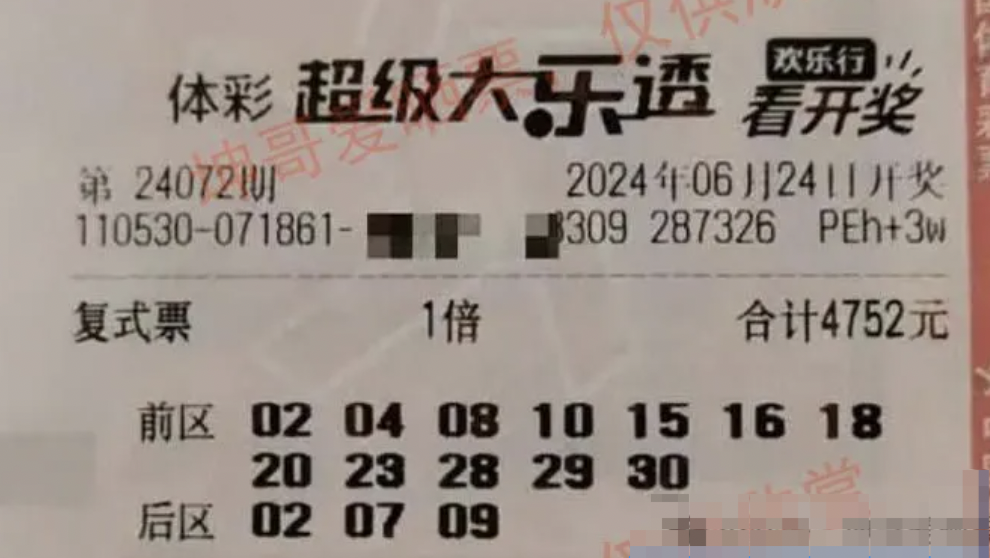 体彩 超级大乐透 欢乐行 看开奖
第 24072期 2024年06月24日开奖
110530-071861- 3309 287326 PEh+3w
复式票 1倍 合计4752元
前区 02 04 08 10 15 16 18
20 23 28 29 30
后区 02 07 09